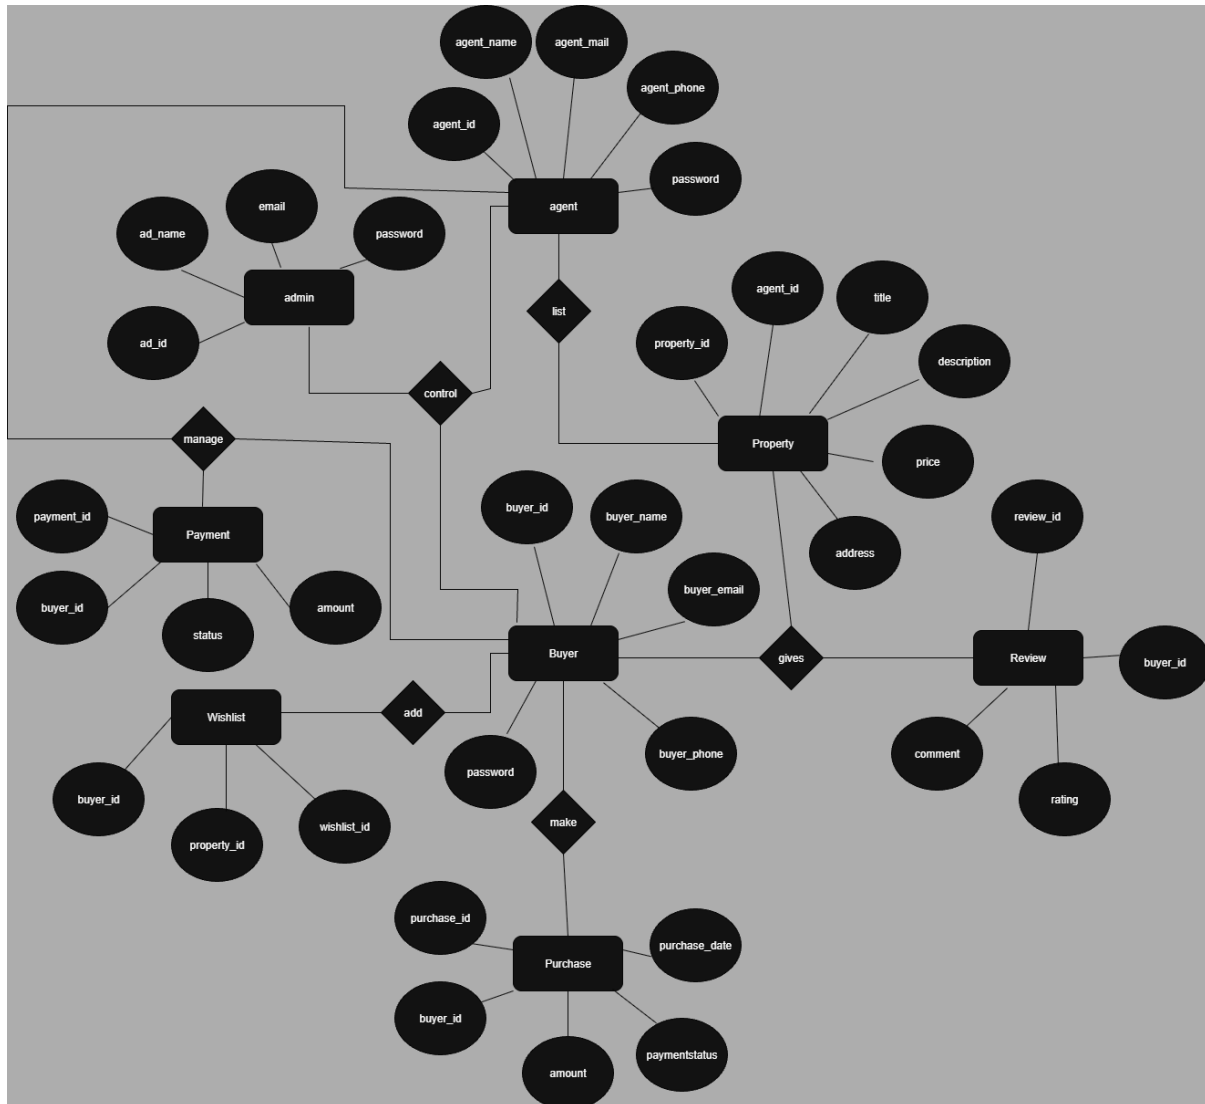 agent_name
agent_mail
agent_phone
agent_id
password
agent
email
ad_name
password
admin
ad_id
list
agent_id
title
property_id
description
control
manage
Property
price
payment_id
Payment
buyer_id
buyer_name
review_id
address
buyer_email
buyer_id
amount
status
Buyer
gives
Review
buyer_id
Wishlist
add
buyer_phone
comment
password
buyer_id
rating
wishlist_id
make
property_id
purchase_id
purchase_date
Purchase
buyer_id
paymentstatus
amount